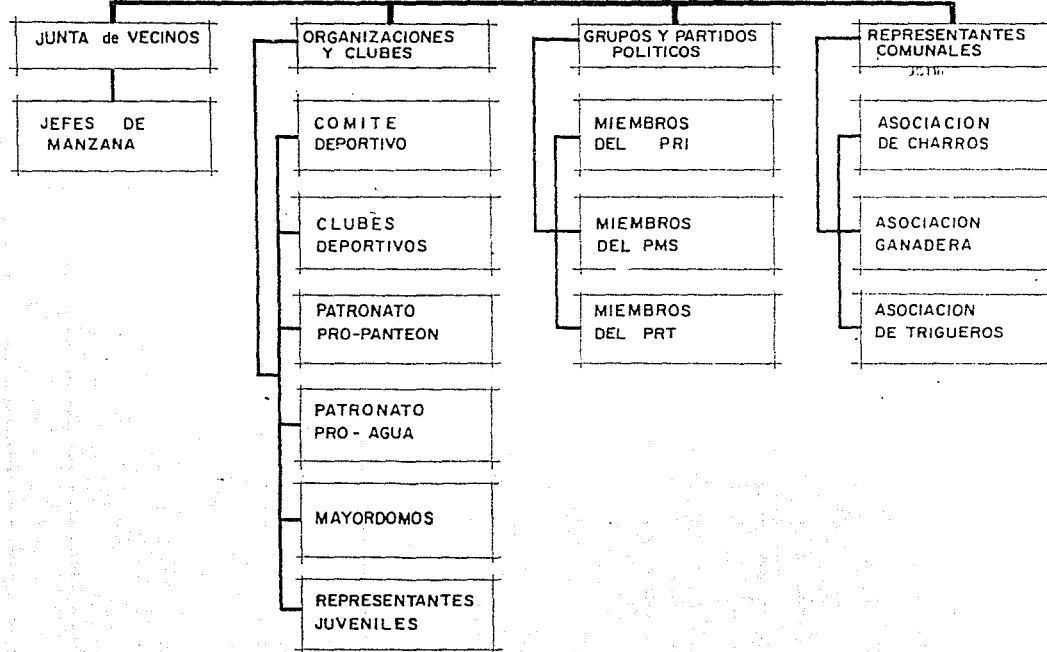 JUNTA de VECINOS
JEFES DE
MANZANA
ORGANIZACIONES
Y CLUBES
COMITE
DEPORTIVO
CLUBES
DEPORTIVOS
PATRONATO
PRO-PANTEON
PATRONATO
PRO - AGUA
MAYORDOMOS
REPRESENTANTES
JUVENILES
GRUPOS Y PARTIDOS
POLITICOS
MIEMBROS
DEL PRI
MIEMBROS
DEL PMS
MIEMBROS
DEL PRT
REPRESENTANTES
COMUNALES
ASOCIACION
DE CHARROS
ASOCIACION
GANADERA
ASOCIACION
DE TRIGUEROS